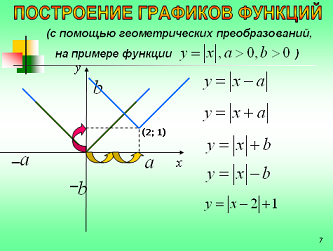 ПОСТРОЕНИЕ ГРАФИКОВ ФУНКЦИЙ
(с помощью геометрических преобразований,
на примере функции y = |x|, a > 0, b > 0 )
y
b
(2; 1)
–a
a
x
–b
y = |x – a|
y = |x + a|
y = |x| + b
y = |x| – b
y = |x – 2| + 1
7